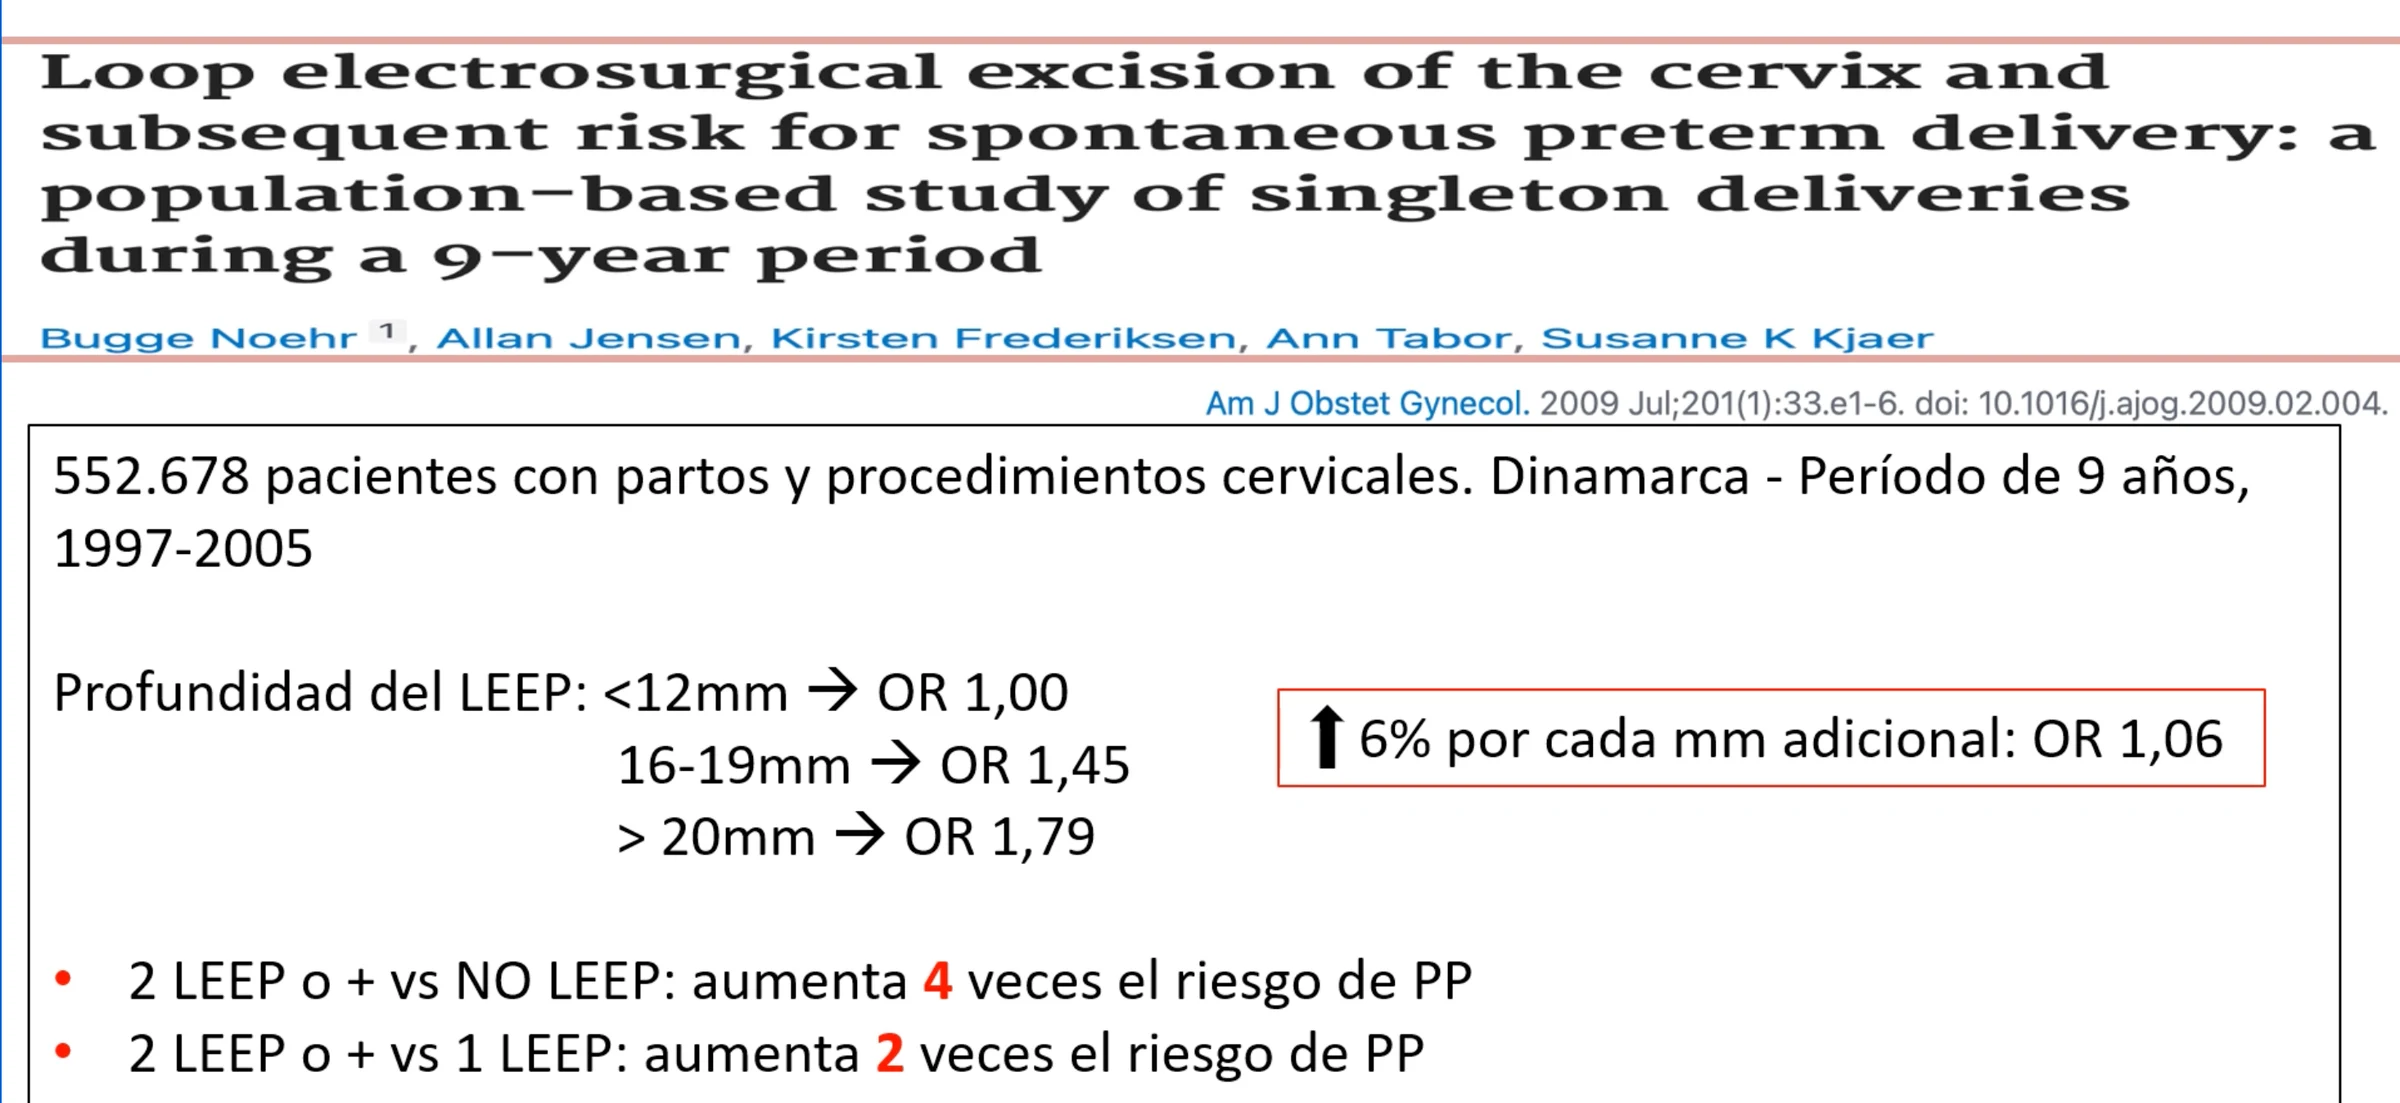 Loop electrosurgical excision of the cervix and
subsequent risk for spontaneous preterm delivery: a
population-based study of singleton deliveries
during a 9-year period
Bugge Noehr 1, Allan Jensen, Kirsten Frederiksen, Ann Tabor, Susanne K Kjaer
Am J Obstet Gynecol. 2009 Jul;201(1):33.e1-6. doi: 10.1016/j.ajog.2009.02.004.
552.678 pacientes con partos y procedimientos cervicales. Dinamarca - Período de 9 años,
1997-2005
Profundidad del LEEP: <12mm → OR 1,00
16-19mm → OR 1,45
> 20mm → OR 1,79
⬆ 6% por cada mm adicional: OR 1,06
• 2 LEEP o + vs NO LEEP: aumenta 4 veces el riesgo de PP
• 2 LEEP o + vs 1 LEEP: aumenta 2 veces el riesgo de PP